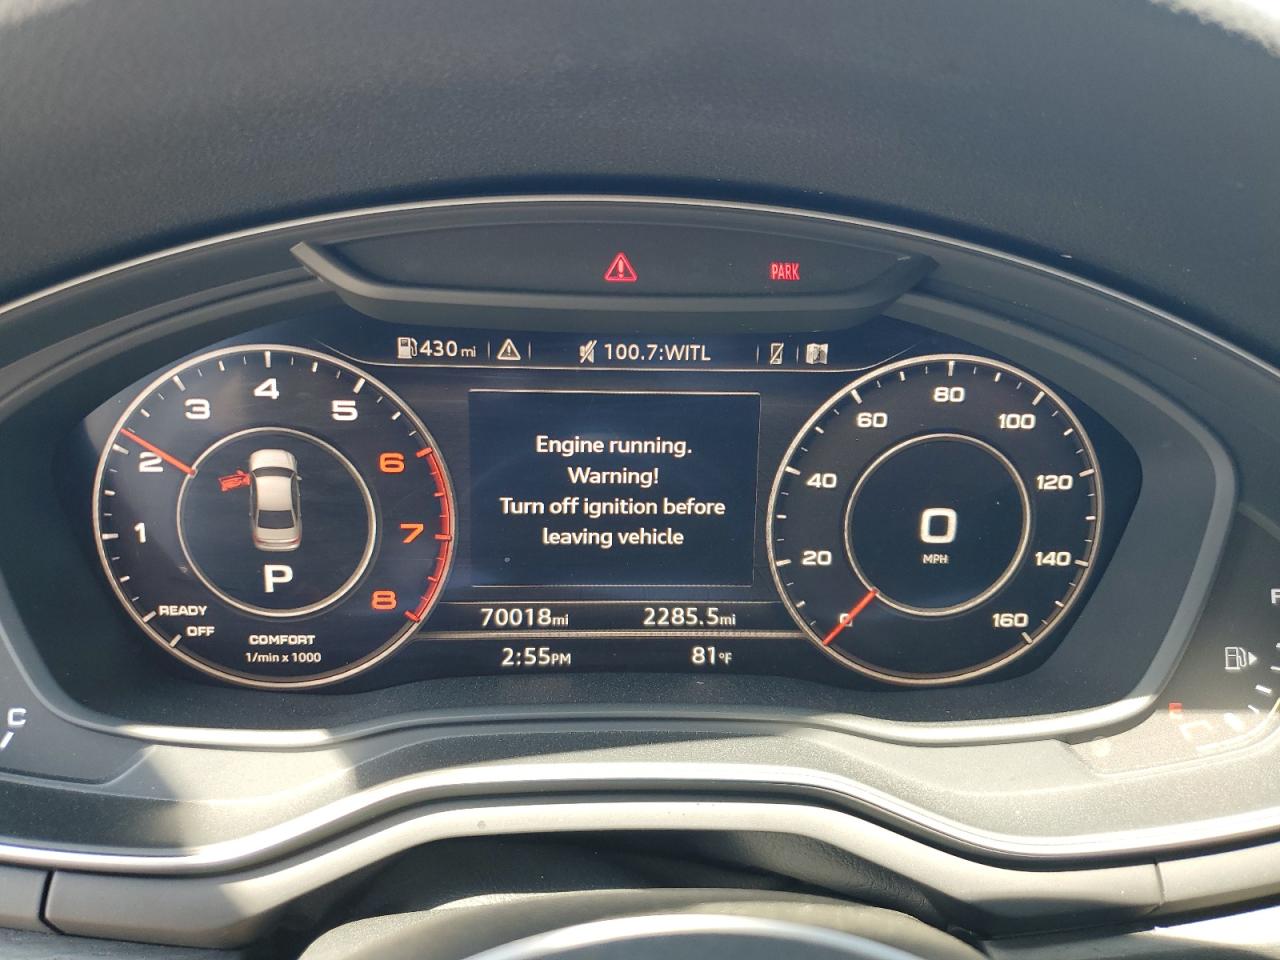 PARK
430 mi
100.7:WITL
1
2
3
4
5
6
7
8
READY
OFF
P
COMFORT
1/min x 1000
Engine running.
Warning!
Turn off ignition before
leaving vehicle
70018mi 2285.5mi
2:55PM 81°F
0
20
40
60
80
100
120
140
160
0
MPH
C
F